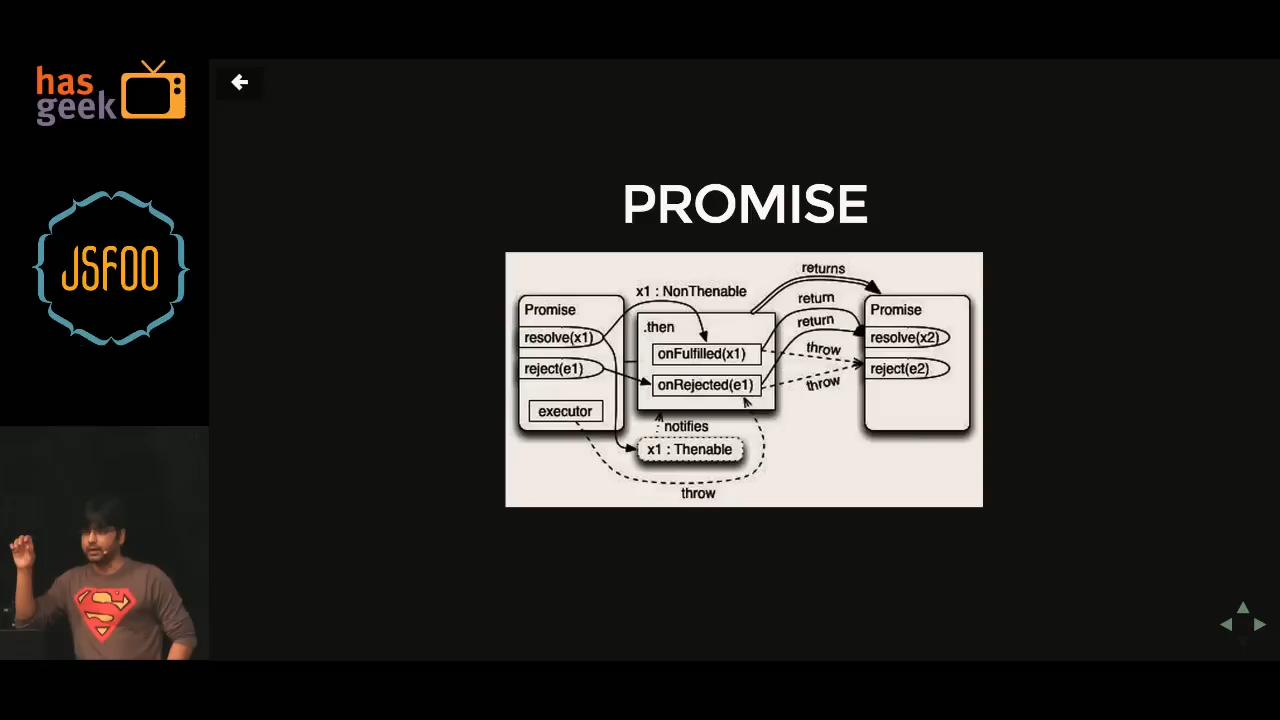 has
geek
JSFOO
PROMISE
returns
x1 : NonThenable
return
Promise
.then
return
Promise
resolve(x1)
onFulfilled(x1)
throw
resolve(x2)
reject(e1)
onRejected(e1)
throw
reject(e2)
executor
notifies
x1 : Thenable
throw